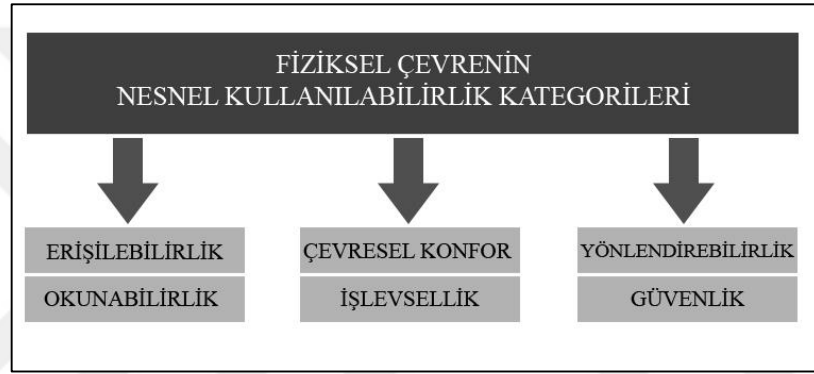 FİZİKSEL ÇEVRENİN
NESNEL KULLANILABİLİRLİK KATEGORİLERİ
ERİŞİLEBİLİRLİK
OKUNABİLİRLİK
ÇEVRESEL KONFOR
İŞLEVSELLİK
YÖNLENDİREBİLİRLİK
GÜVENLİK